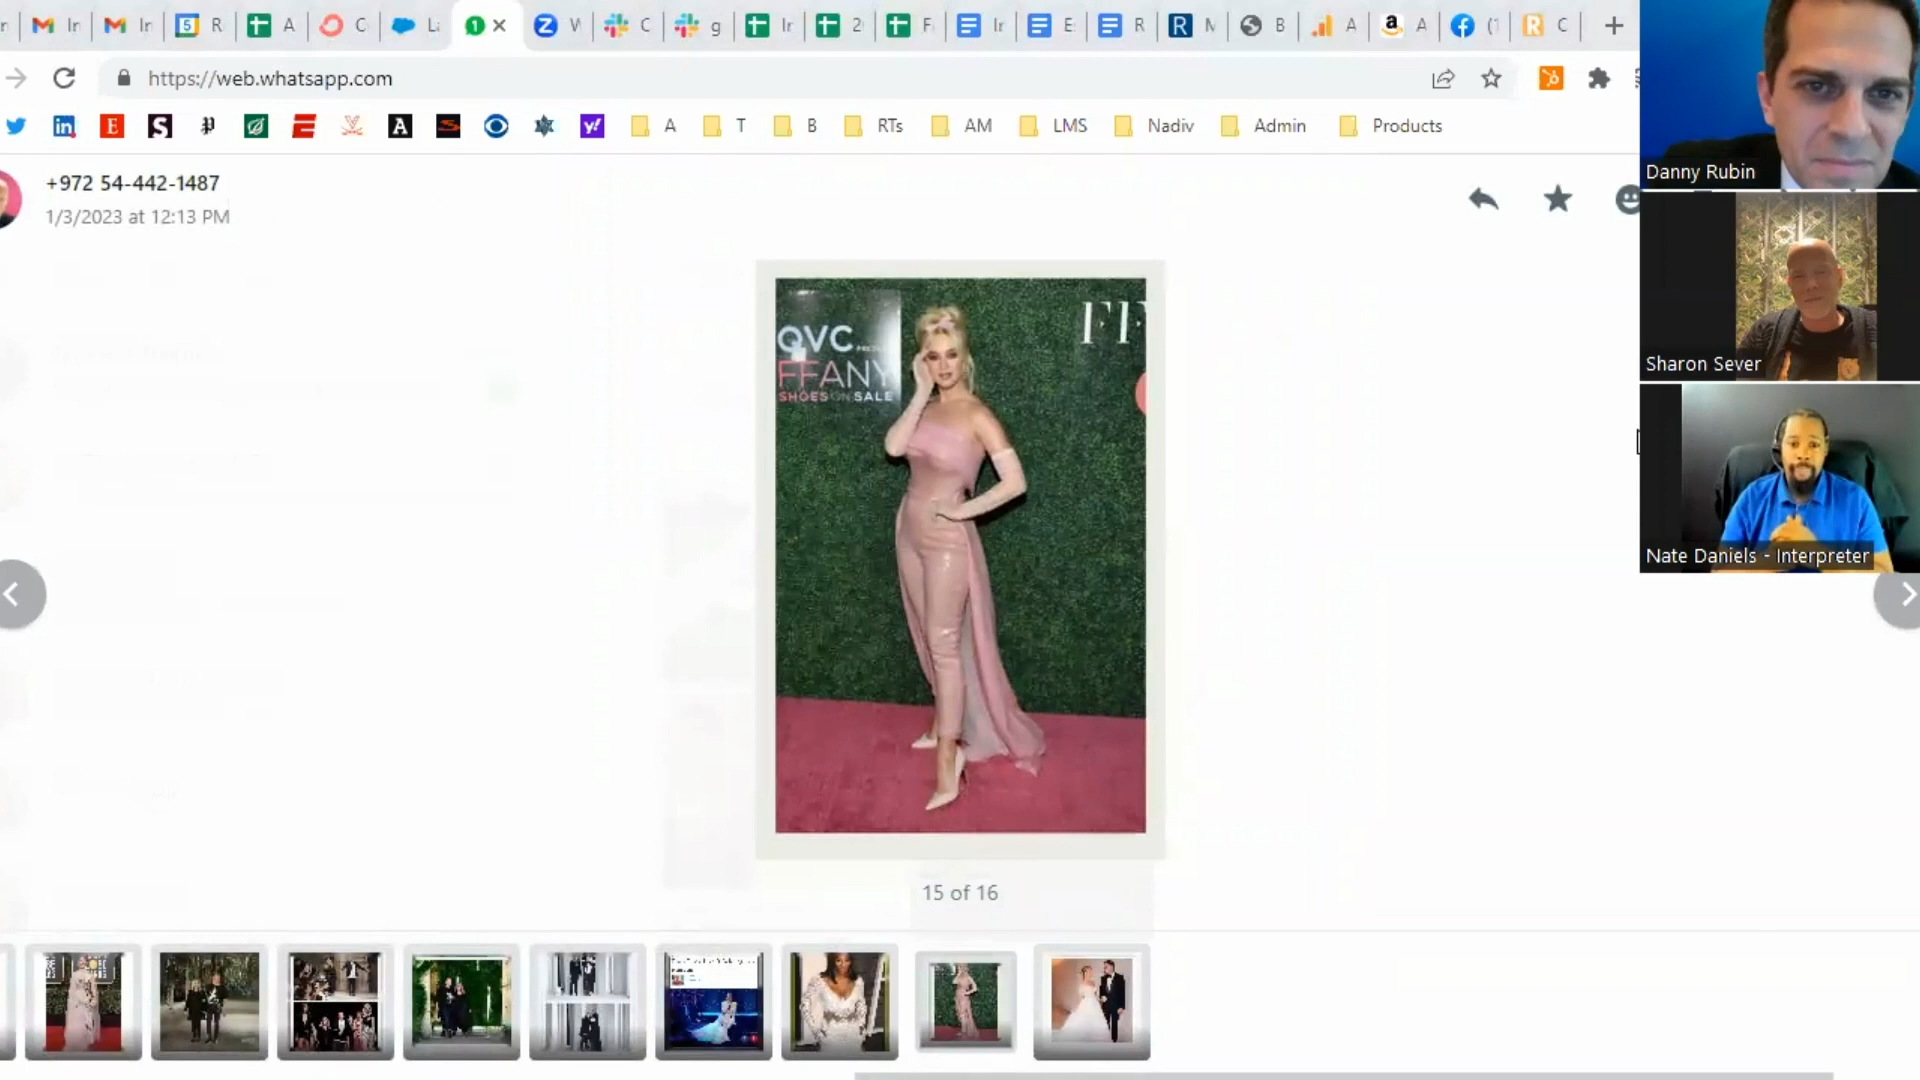 https://web.whatsapp.com
A
T
B
RTs
AM
LMS
Nadiv
Admin
Products
+972 54-442-1487
1/3/2023 at 12:13 PM
QVC
FFANY
SHOES ON SALE
FF
15 of 16
Danny Rubin
Sharon Sever
Nate Daniels - Interpreter